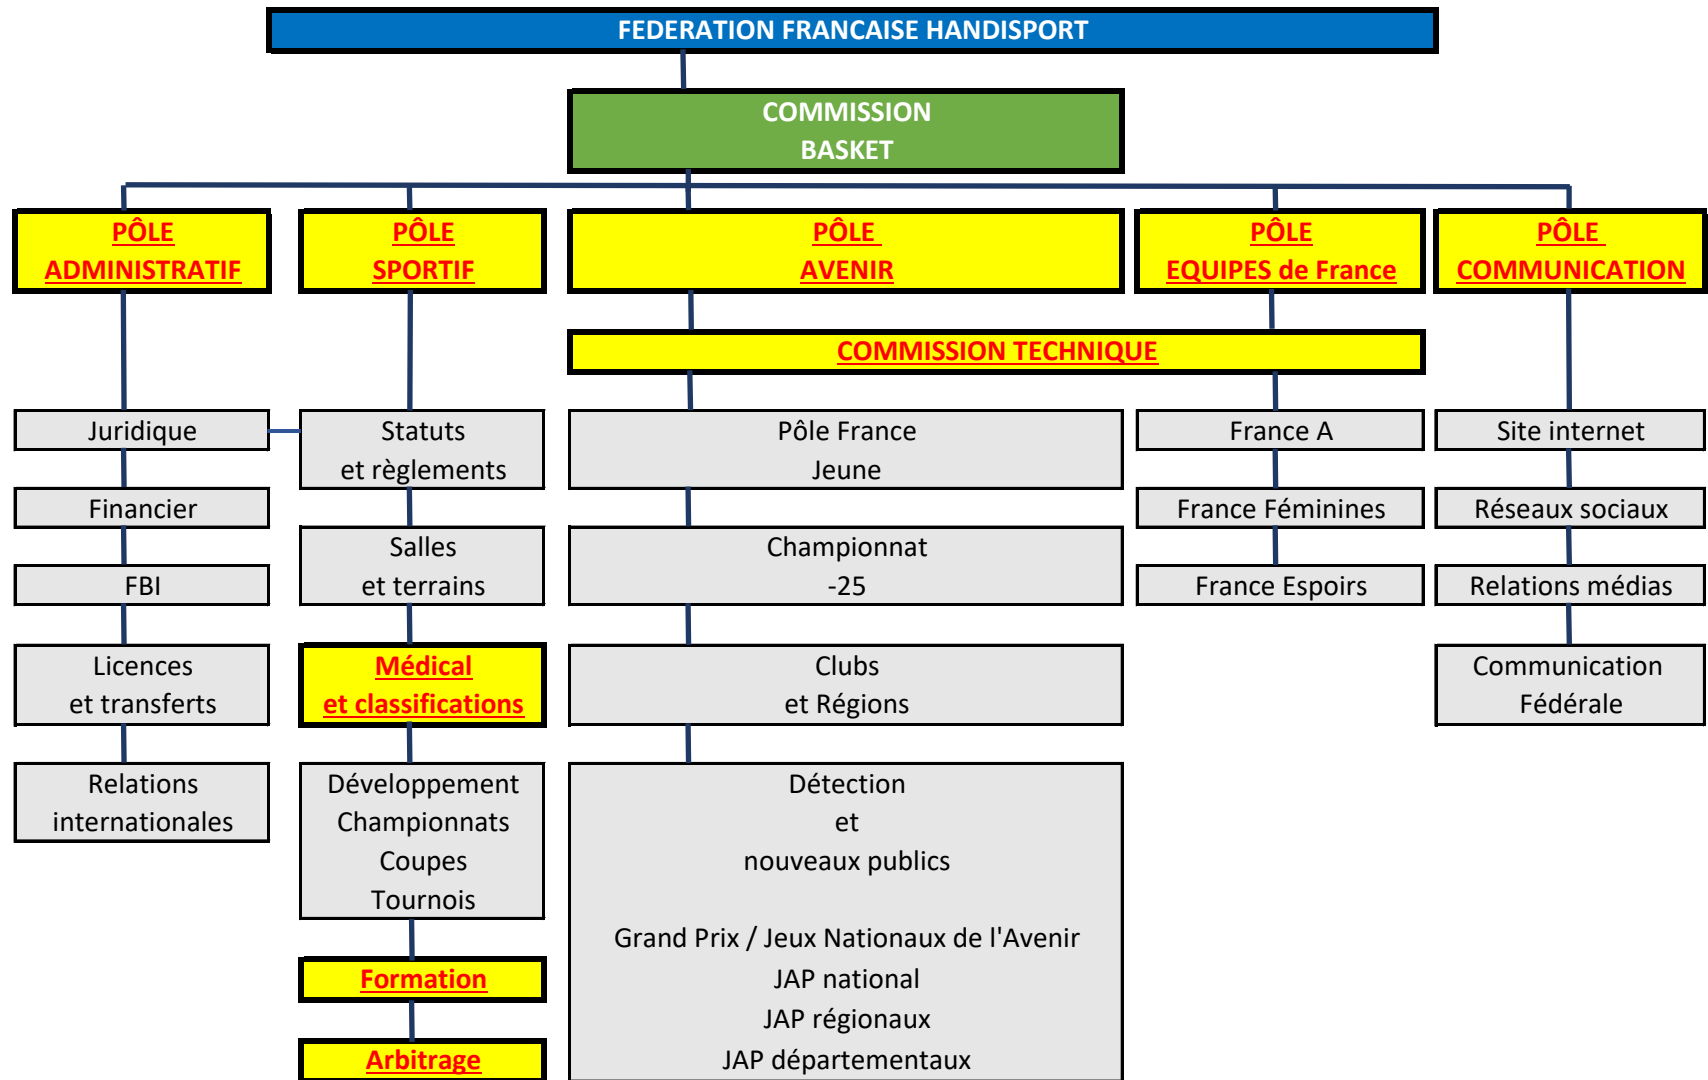 FEDERATION FRANCAISE HANDISPORT
COMMISSION
BASKET
PÔLE
ADMINISTRATIF
PÔLE
SPORTIF
PÔLE
AVENIR
PÔLE
EQUIPES de France
PÔLE
COMMUNICATION
COMMISSION TECHNIQUE
Juridique
Financier
FBI
Licences
et transferts
Relations
internationales
Statuts
et règlements
Salles
et terrains
Médical
et classifications
Développement
Championnats
Coupes
Tournois
Formation
Arbitrage
Pôle France
Jeune
Championnat
-25
Clubs
et Régions
Détection
et
nouveaux publics
Grand Prix / Jeux Nationaux de l'Avenir
JAP national
JAP régionaux
JAP départementaux
France A
France Féminines
France Espoirs
Site internet
Réseaux sociaux
Relations médias
Communication
Fédérale